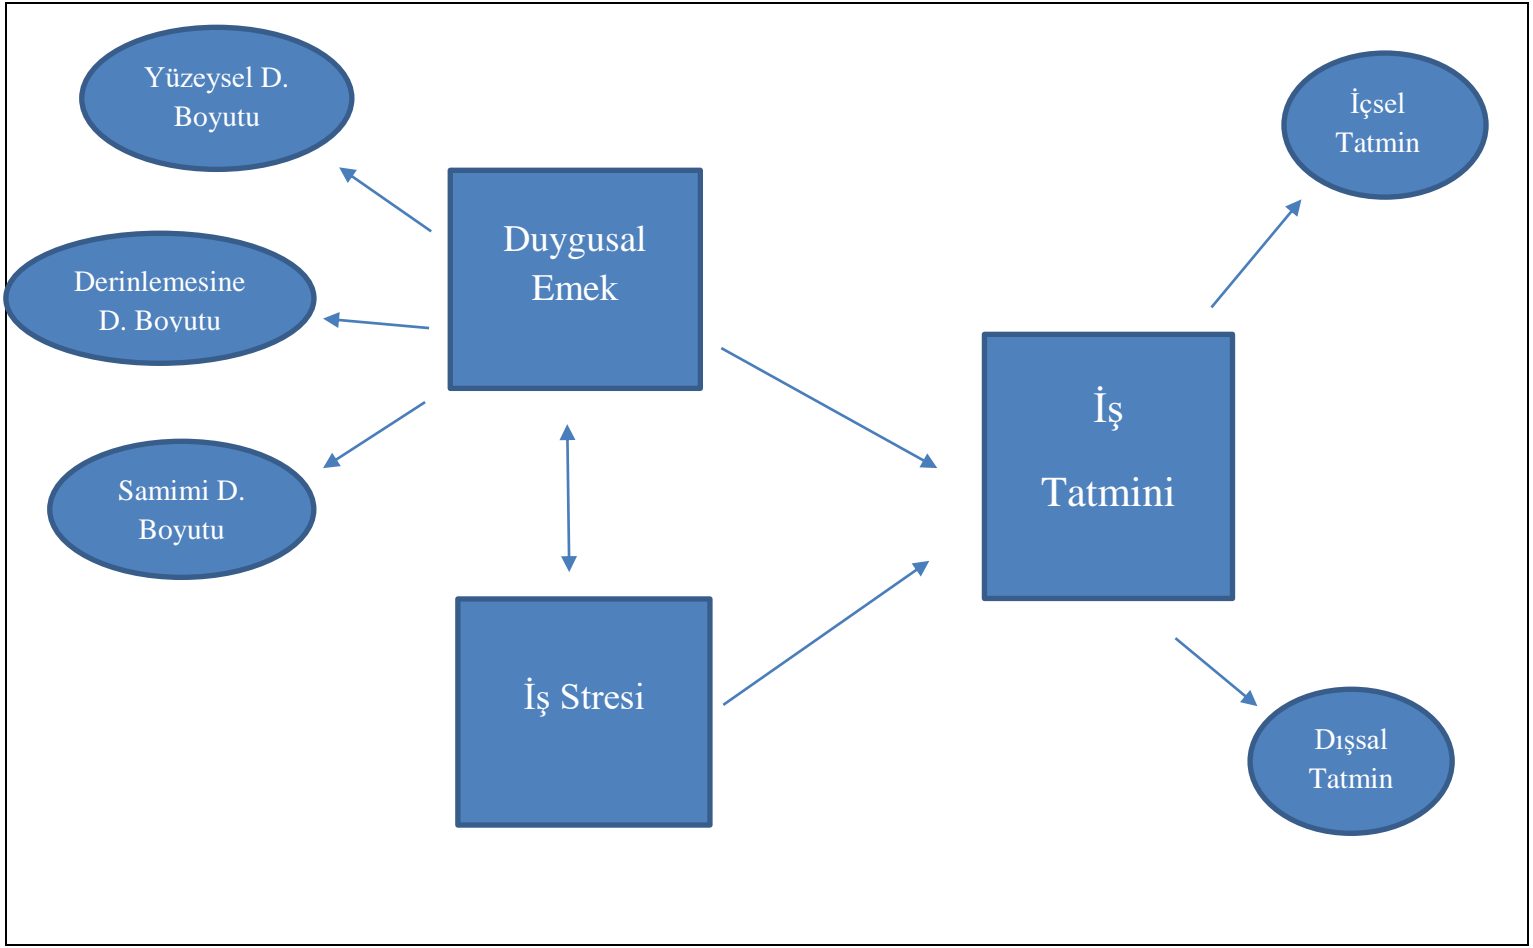 Yüzeysel D.
Boyutu
Derinlemesine
D. Boyutu
Samimi D.
Boyutu
Duygusal
Emek
İş Stresi
İş
Tatmini
İçsel
Tatmin
Dışsal
Tatmin